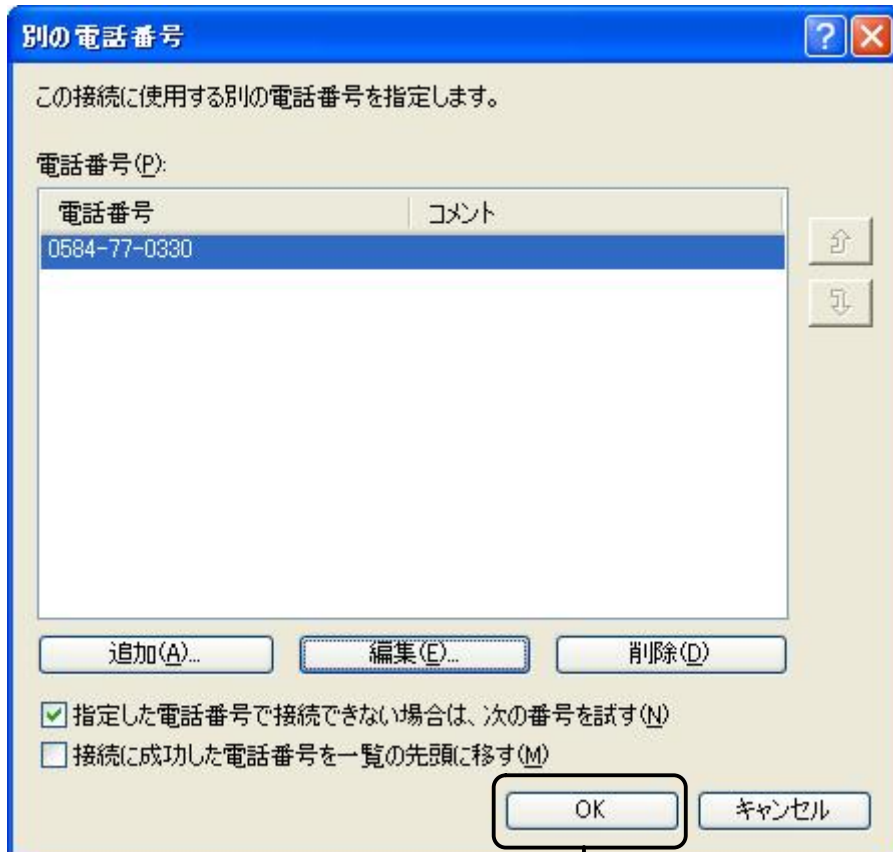 別の電話番号
この接続に使用する別の電話番号を指定します。
電話番号(P):
電話番号 コメント
0584-77-0330
追加(A)... 編集(E)... 削除(D)
指定した電話番号で接続できない場合は、次の番号を試す(N)
接続に成功した電話番号を一覧の先頭に移す(M)
OK キャンセル